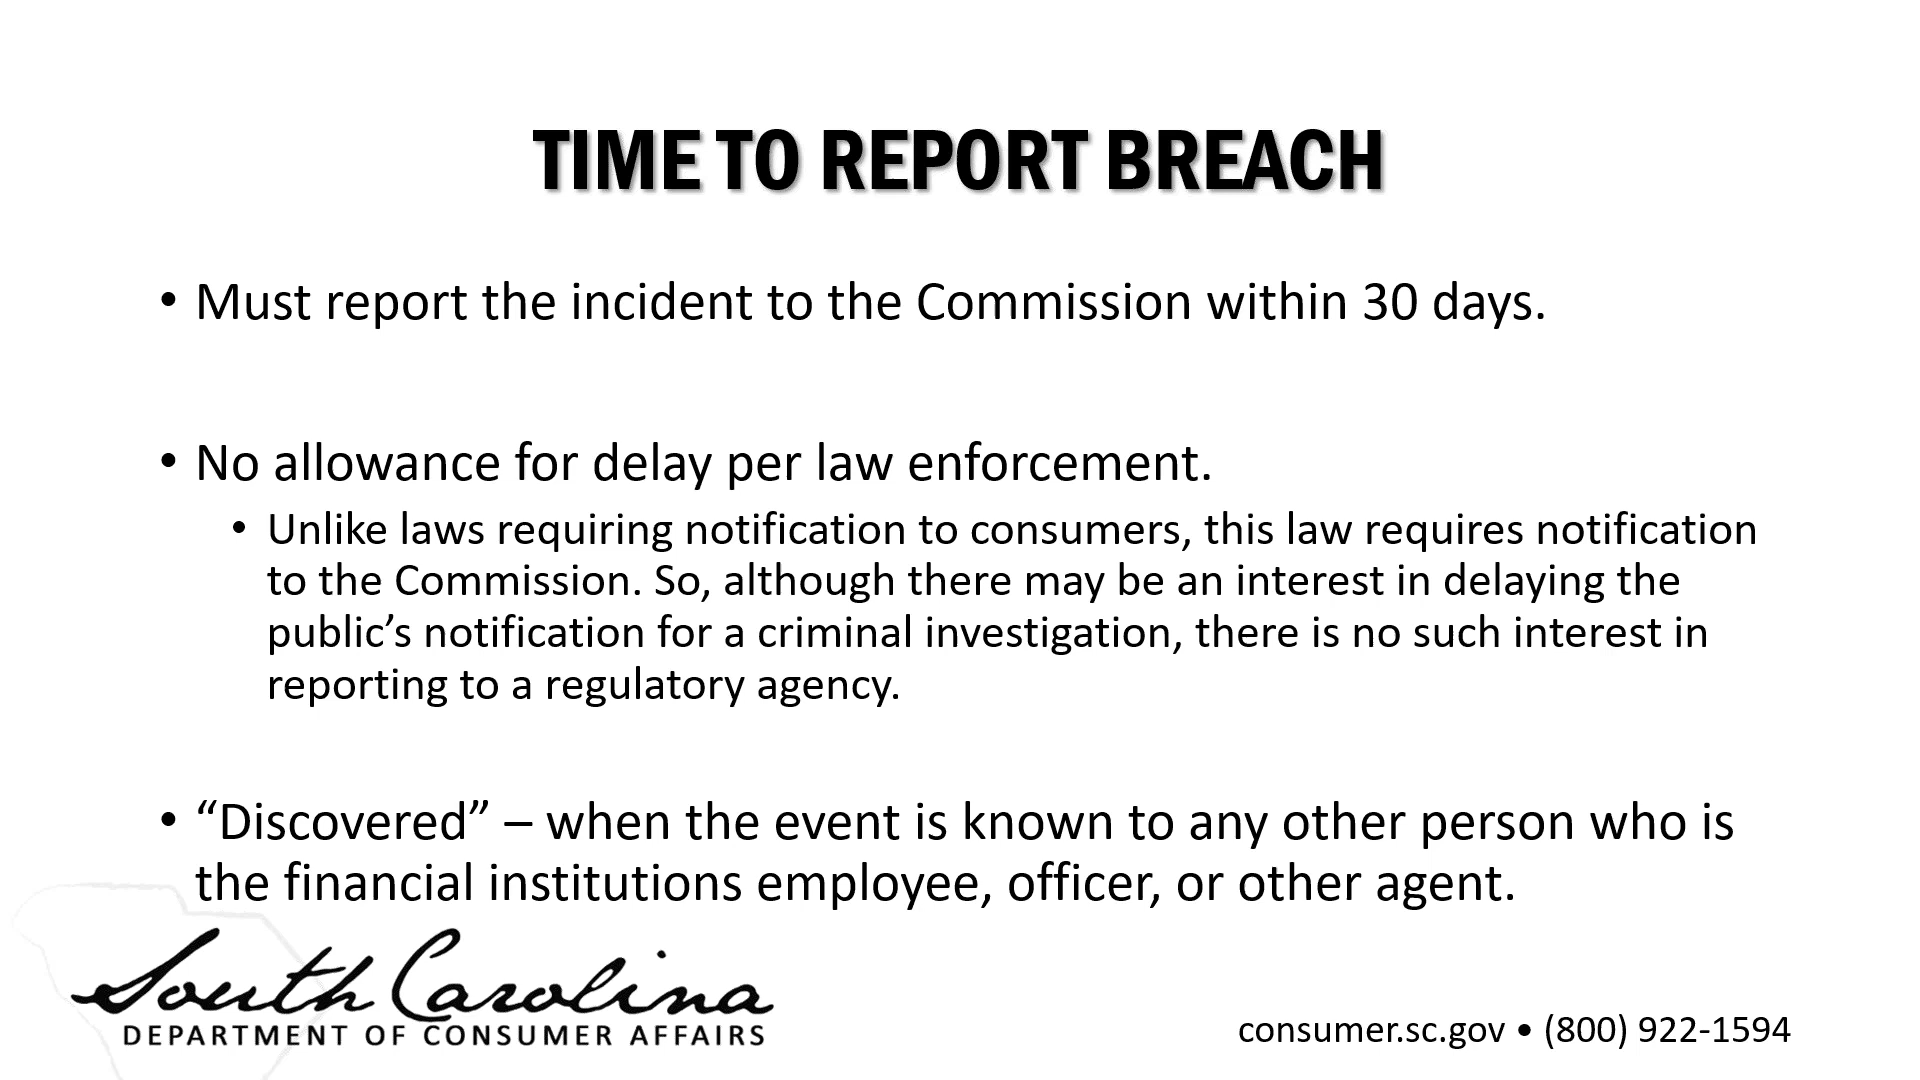 TIME TO REPORT BREACH
• Must report the incident to the Commission within 30 days.
• No allowance for delay per law enforcement.
• Unlike laws requiring notification to consumers, this law requires notification
to the Commission. So, although there may be an interest in delaying the
public’s notification for a criminal investigation, there is no such interest in
reporting to a regulatory agency.
• “Discovered” – when the event is known to any other person who is
the financial institutions employee, officer, or other agent.
South Carolina
DEPARTMENT OF CONSUMER AFFAIRS
consumer.sc.gov • (800) 922-1594